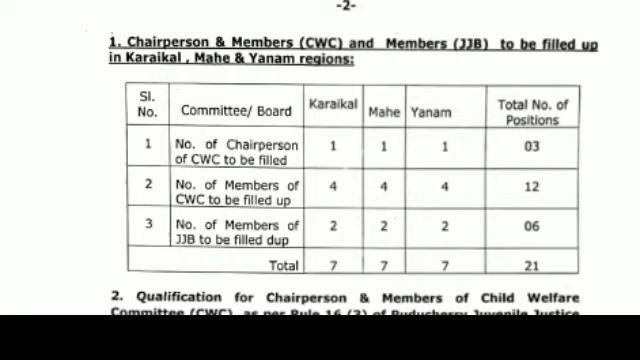 -2-
1. Chairperson & Members (CWC) and Members (JJB) to be filled up
in Karaikal , Mahe & Yanam regions:
Sl. No. Committee/ Board Karaikal Mahe Yanam Total No. of Positions
1 No. of Chairperson of CWC to be filled 1 1 1 03
2 No. of Members of CWC to be filled up 4 4 4 12
3 No. of Members of JJB to be filled dup 2 2 2 06
Total 7 7 7 21
2. Qualification for Chairperson & Members of Child Welfare
Committee (CWC) as per Rule 16 (3) of Puducherry Juvenile Justice